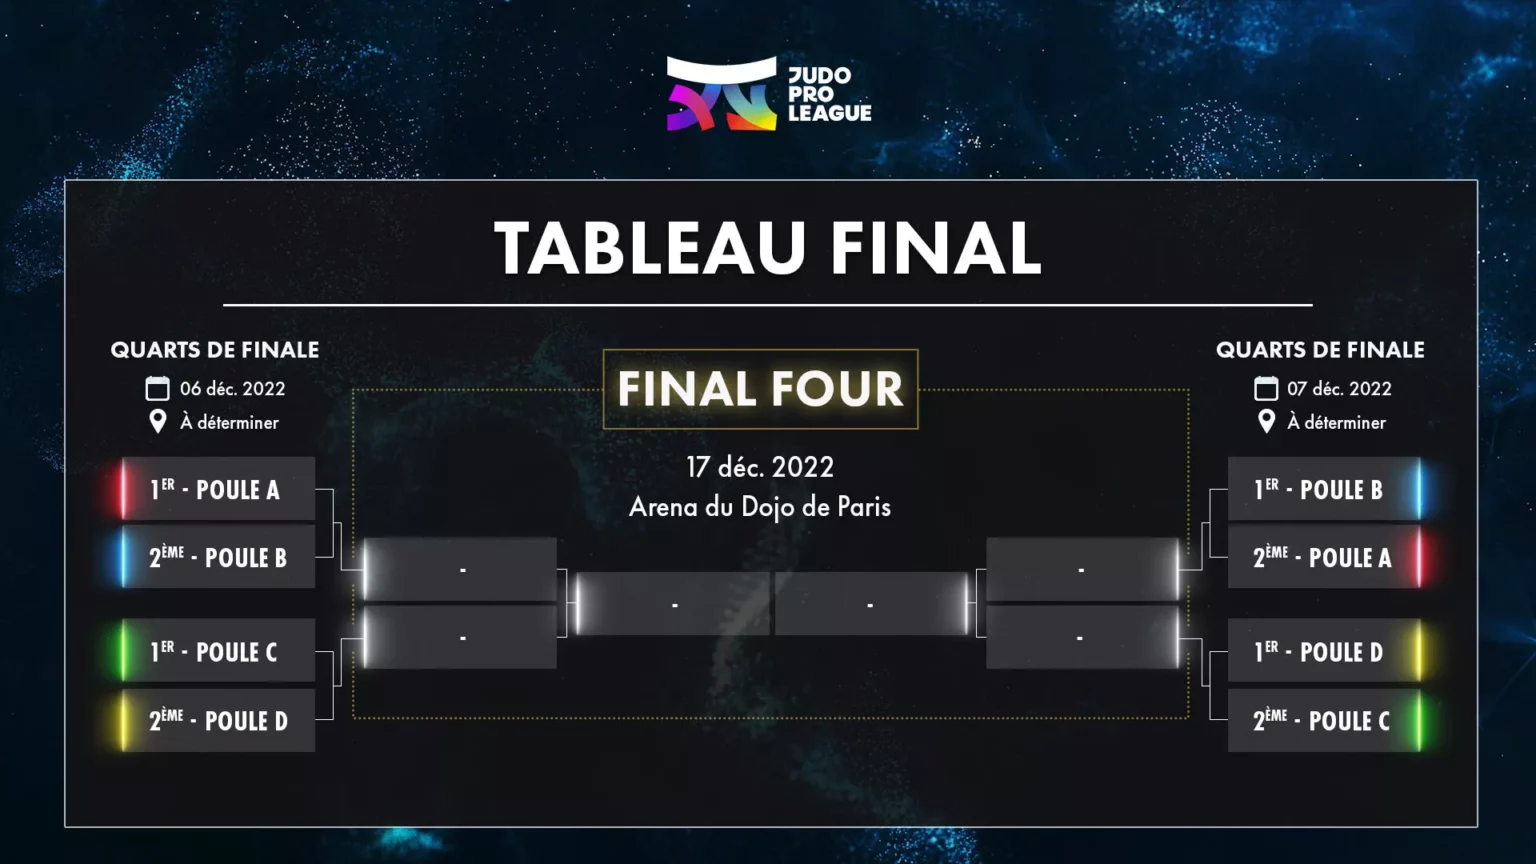 JUDO
PRO
LEAGUE
TABLEAU FINAL
QUARTS DE FINALE
06 déc. 2022
À déterminer
1ER - POULE A
2ÈME - POULE B
1ER - POULE C
2ÈME - POULE D
FINAL FOUR
17 déc. 2022
Arena du Dojo de Paris
-
-
-
-
-
-
QUARTS DE FINALE
07 déc. 2022
À déterminer
1ER - POULE B
2ÈME - POULE A
1ER - POULE D
2ÈME - POULE C